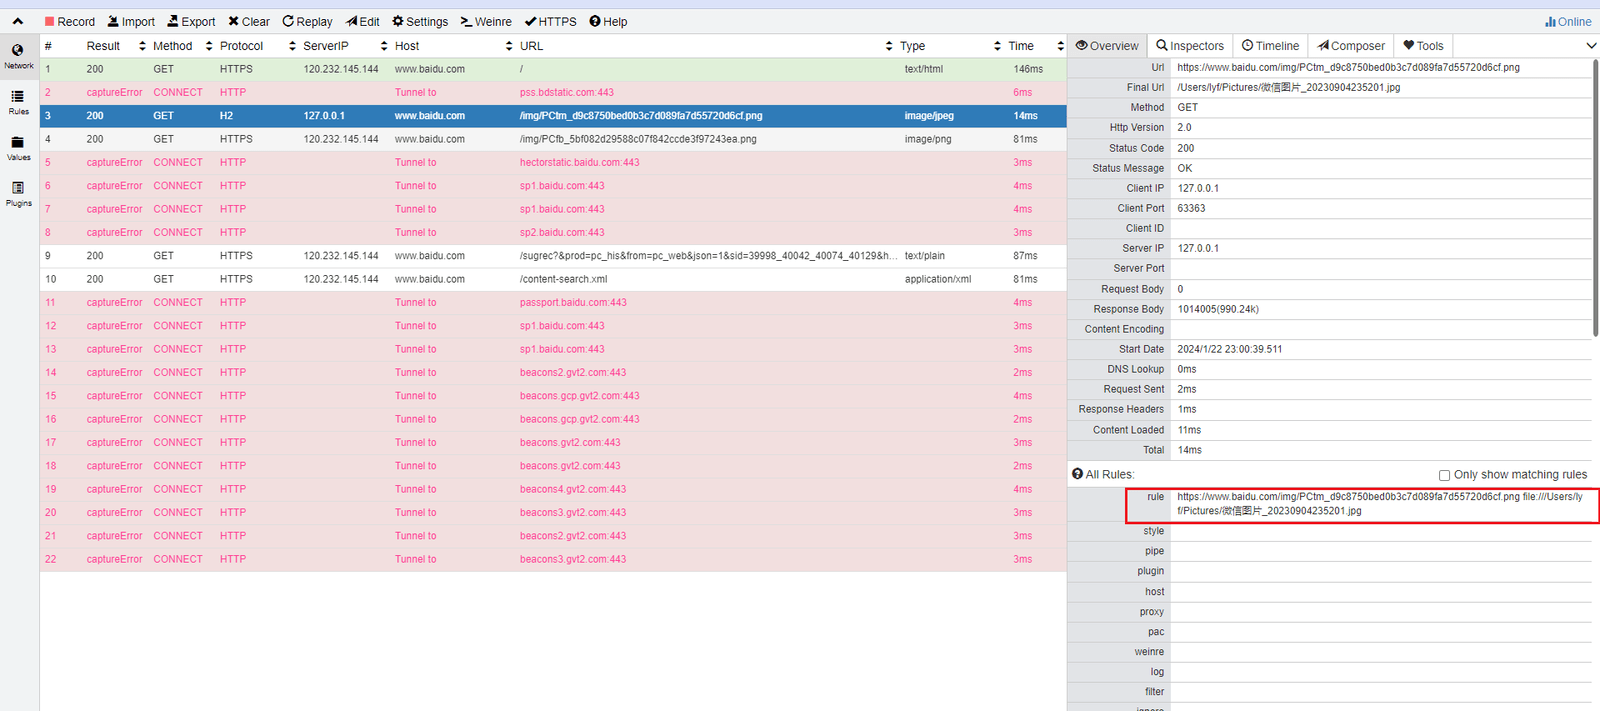 Record Import Export Clear Replay Edit Settings Weinre HTTPS Help Online
Network
Rules
Values
Plugins
# Result Method Protocol ServerIP Host URL Type Time
1 200 GET HTTPS 120.232.145.144 www.baidu.com / text/html 146ms
2 captureError CONNECT HTTP Tunnel to pss.bdstatic.com:443 6ms
3 200 GET H2 127.0.0.1 www.baidu.com /img/PCtm_d9c8750bed0b3c7d089fa7d55720d6cf.png image/jpeg 14ms
4 200 GET HTTPS 120.232.145.144 www.baidu.com /img/PCfb_5bf082d29588c07f842ccde3f97243ea.png image/png 81ms
5 captureError CONNECT HTTP Tunnel to hectorstatic.baidu.com:443 3ms
6 captureError CONNECT HTTP Tunnel to sp1.baidu.com:443 4ms
7 captureError CONNECT HTTP Tunnel to sp1.baidu.com:443 4ms
8 captureError CONNECT HTTP Tunnel to sp2.baidu.com:443 3ms
9 200 GET HTTPS 120.232.145.144 www.baidu.com /sugrec?&prod=pc_his&from=pc_web&json=1&sid=39998_40042_40074_40129&h... text/plain 87ms
10 200 GET HTTPS 120.232.145.144 www.baidu.com /content-search.xml application/xml 81ms
11 captureError CONNECT HTTP Tunnel to passport.baidu.com:443 4ms
12 captureError CONNECT HTTP Tunnel to sp1.baidu.com:443 3ms
13 captureError CONNECT HTTP Tunnel to sp1.baidu.com:443 4ms
14 captureError CONNECT HTTP Tunnel to beacons2.gvt2.com:443 2ms
15 captureError CONNECT HTTP Tunnel to beacons.gcp.gvt2.com:443 4ms
16 captureError CONNECT HTTP Tunnel to beacons.gcp.gvt2.com:443 2ms
17 captureError CONNECT HTTP Tunnel to beacons.gvt2.com:443 3ms
18 captureError CONNECT HTTP Tunnel to beacons.gvt2.com:443 2ms
19 captureError CONNECT HTTP Tunnel to beacons4.gvt2.com:443 4ms
20 captureError CONNECT HTTP Tunnel to beacons3.gvt2.com:443 3ms
21 captureError CONNECT HTTP Tunnel to beacons2.gvt2.com:443 2ms
22 captureError CONNECT HTTP Tunnel to beacons3.gvt2.com:443 3ms
Overview Inspectors Timeline Composer Tools
Url https://www.baidu.com/img/PCtm_d9c8750bed0b3c7d089fa7d55720d6cf.png
Final Url /Users/lyf/Pictures/微信图片_20230904235201.jpg
Method GET
Http Version 2.0
Status Code 200
Status Message OK
Client IP 127.0.0.1
Client Port 63363
Client ID
Server IP 127.0.0.1
Server Port
Request Body 0
Response Body 1014005(990.24k)
Content Encoding
Start Date 2024/1/22 23:00:39.511
DNS Lookup 0ms
Request Sent 2ms
Response Headers 1ms
Content Loaded 11ms
Total 14ms
All Rules: Only show matching rules
rule https://www.baidu.com/img/PCtm_d9c8750bed0b3c7d089fa7d55720d6cf.png file:///Users/ly
f/Pictures/微信图片_20230904235201.jpg
style
pipe
plugin
host
proxy
pac
weinre
log
filter